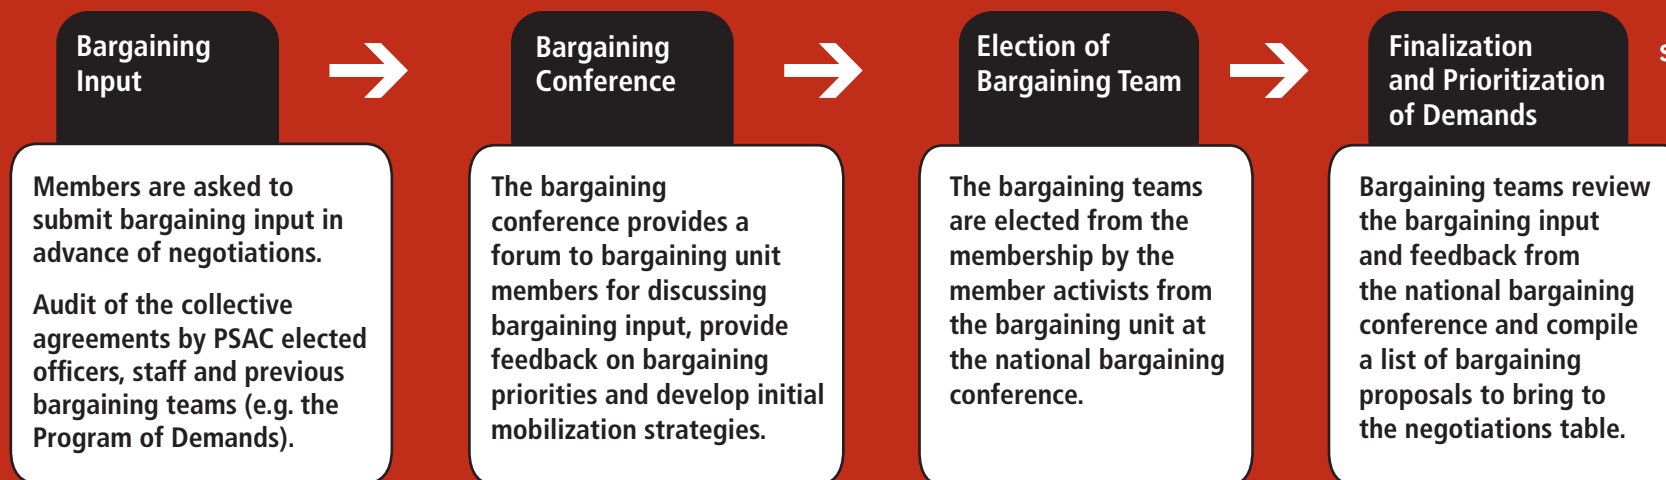 Bargaining
Input
Members are asked to
submit bargaining input in
advance of negotiations.
Audit of the collective
agreements by PSAC elected
officers, staff and previous
bargaining teams (e.g. the
Program of Demands).
Bargaining
Conference
The bargaining
conference provides a
forum to bargaining unit
members for discussing
bargaining input, provide
feedback on bargaining
priorities and develop initial
mobilization strategies.
Election of
Bargaining Team
The bargaining teams
are elected from the
membership by the
member activists from
the bargaining unit at
the national bargaining
conference.
Finalization
and Prioritization
of Demands
Bargaining teams review
the bargaining input
and feedback from
the national bargaining
conference and compile
a list of bargaining
proposals to bring to
the negotiations table.